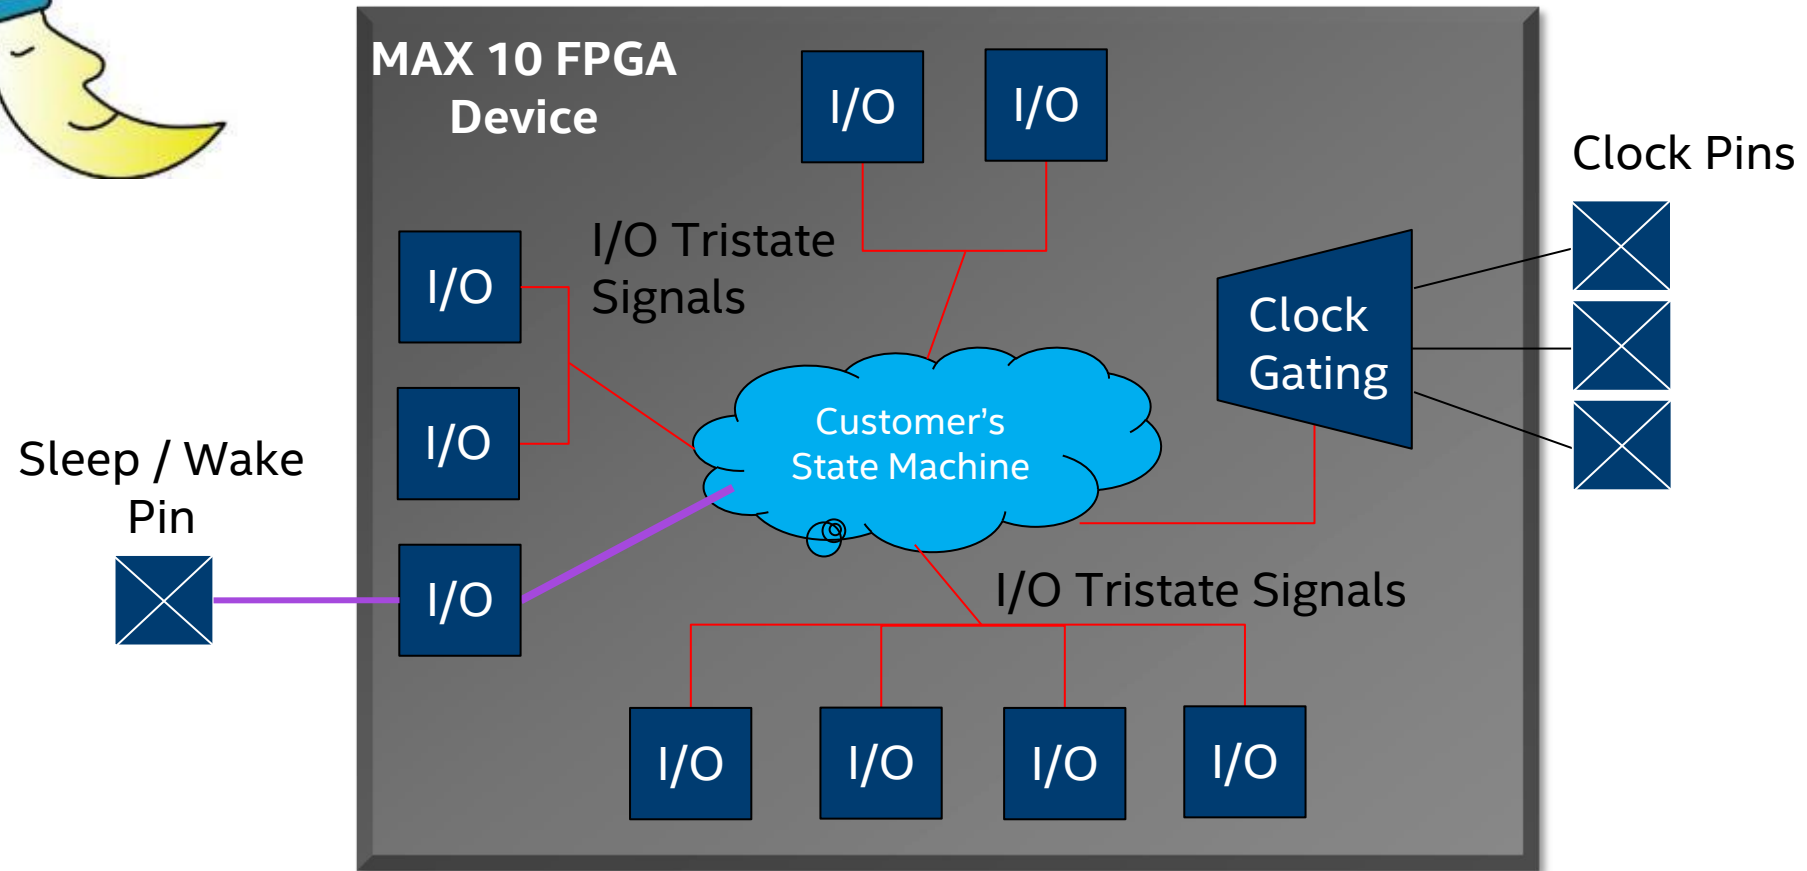 MAX 10 FPGA
Device
I/O
I/O
Clock Pins
I/O Tristate
Signals
I/O
Clock
Gating
I/O
Customer’s
State Machine
Sleep / Wake
Pin
I/O
I/O Tristate Signals
I/O
I/O
I/O
I/O